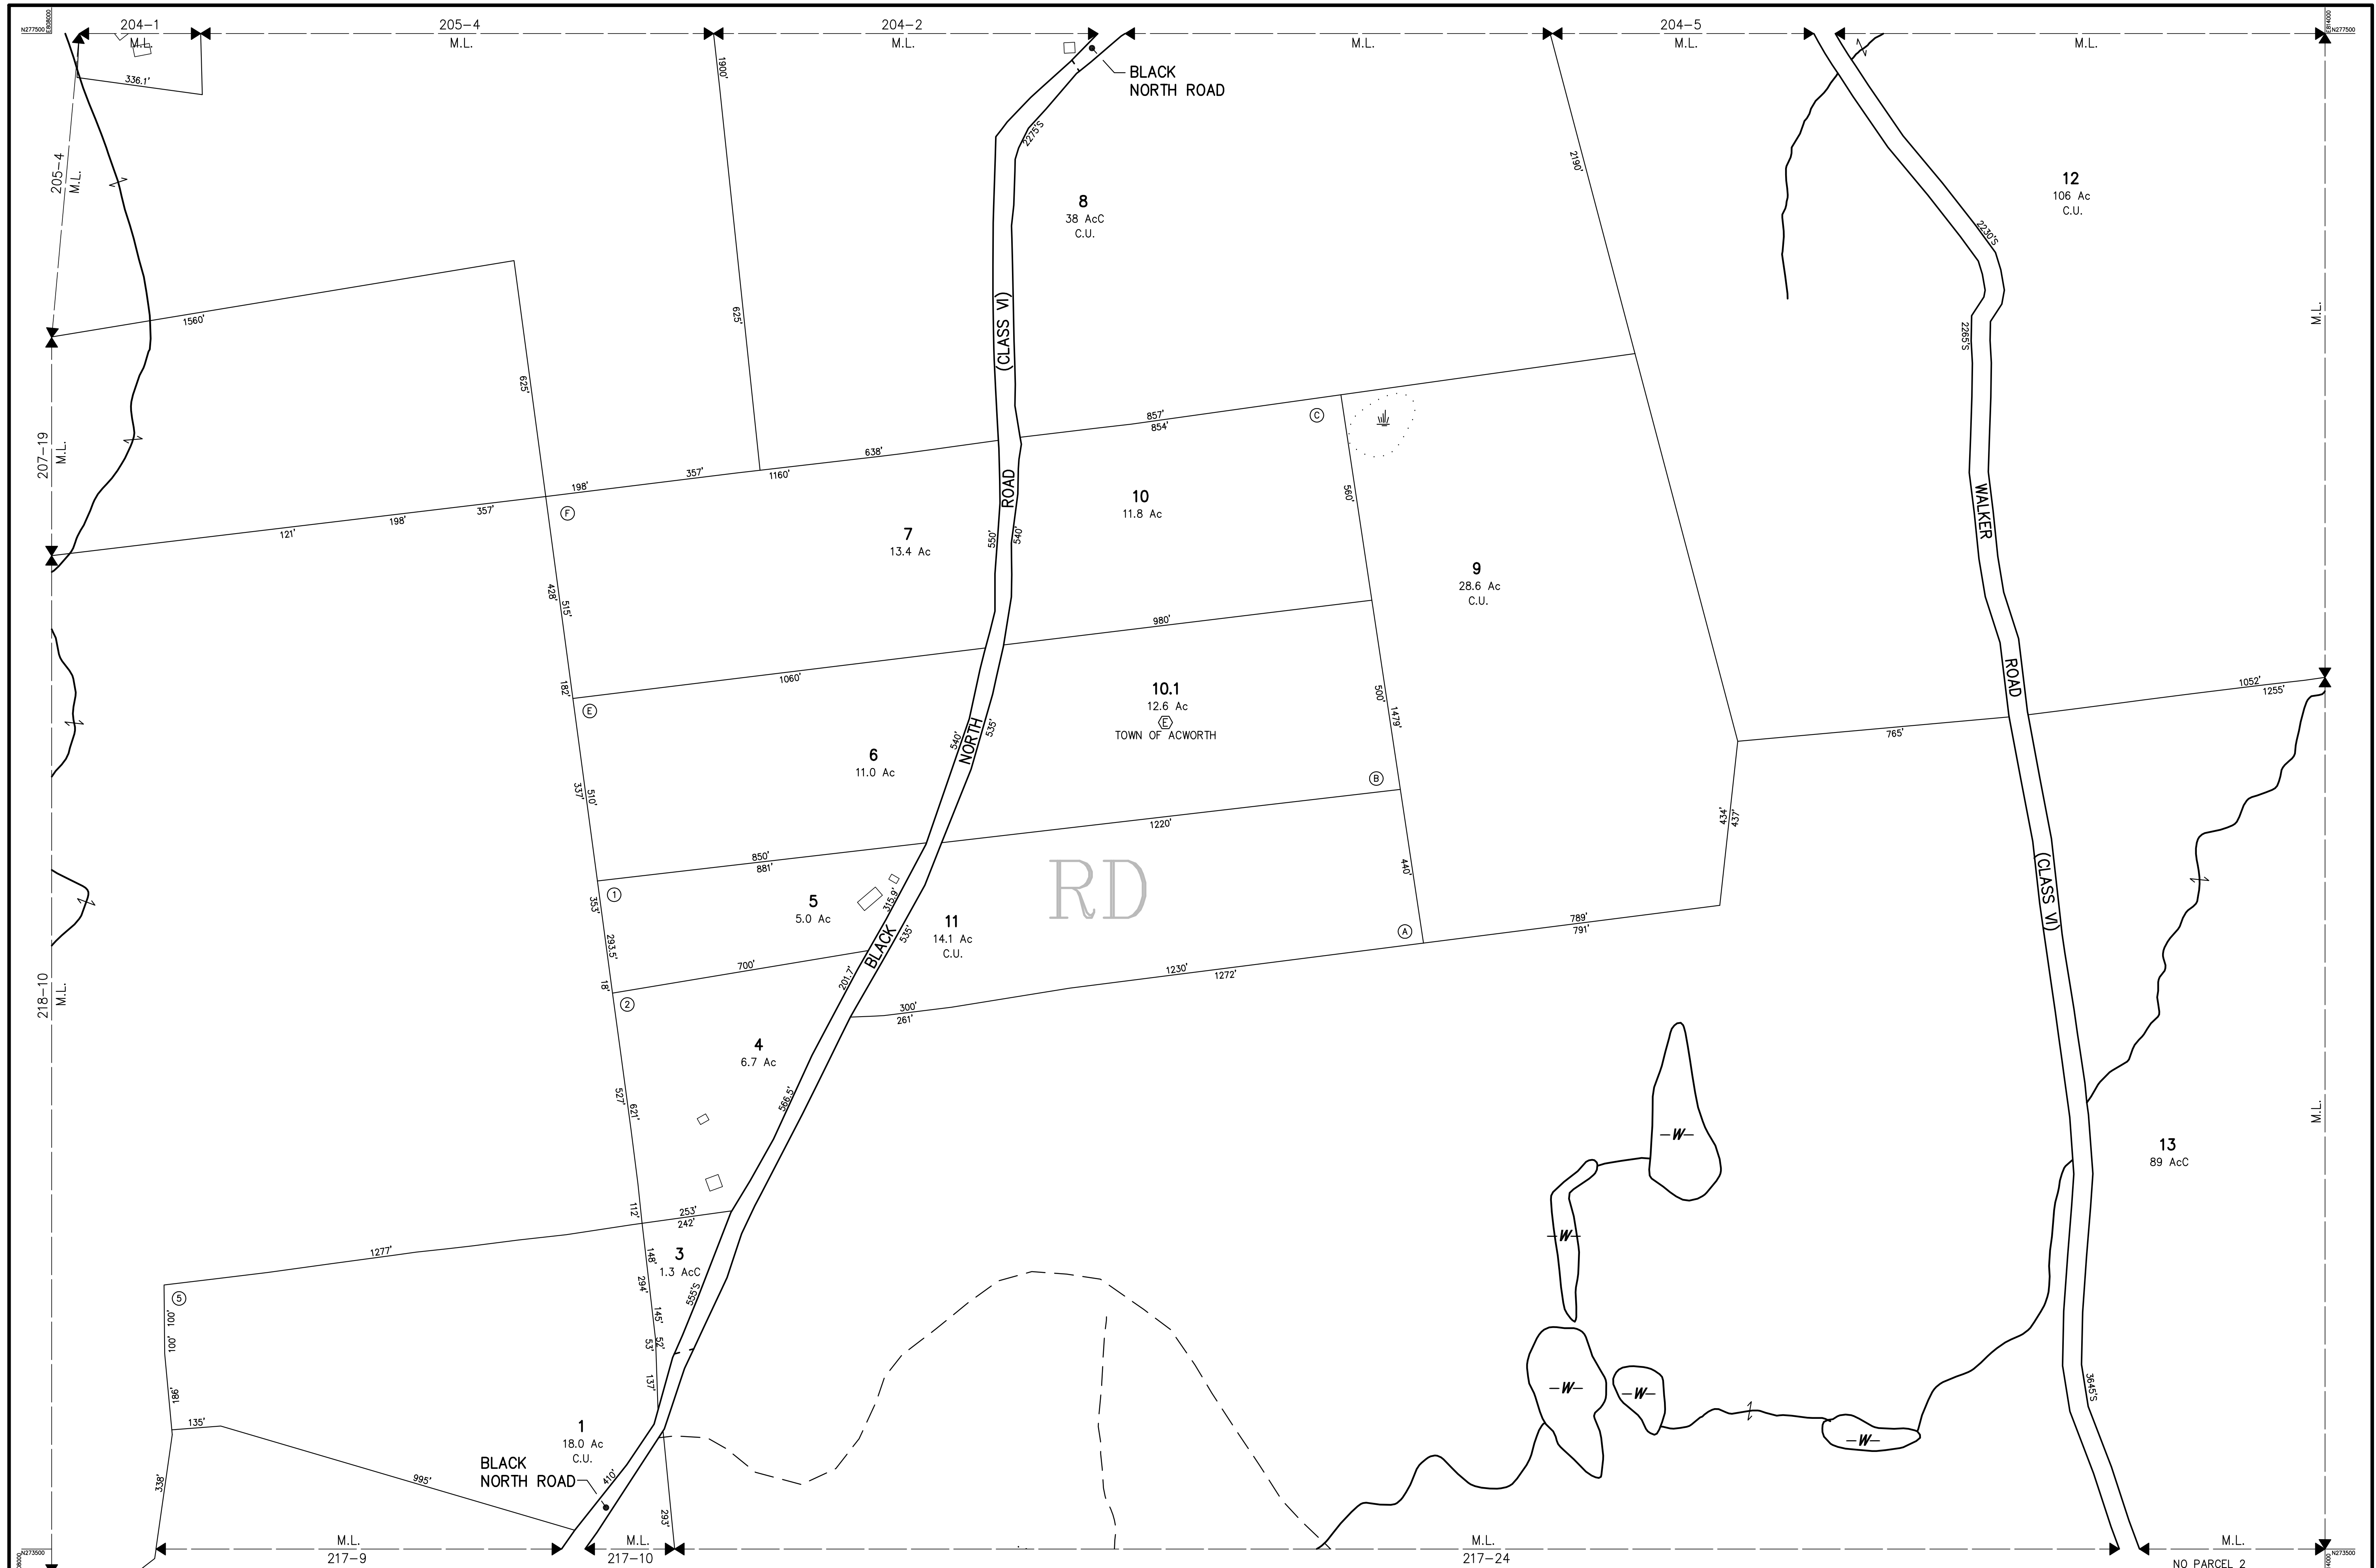 204-1
205-4
204-2
204-5
N277500
E808000
M.L.
M.L.
M.L.
M.L.
M.L.
M.L.
E814000
N277500
336.1'
1900'
BLACK
NORTH ROAD
2275'S
2190'
205-4
M.L.
8
38 AcC
C.U.
12
106 Ac
C.U.
2230'S
1560'
625'
(CLASS VI)
2265'S
M.L.
625'
207-19
M.L.
857'
854'
C
638'
357'
1160'
198'
357'
198'
121'
F
ROAD
560'
10
11.8 Ac
7
13.4 Ac
550'
540'
WALKER
9
28.6 Ac
C.U.
428'
515'
980'
1060'
182'
E
ROAD
1052'
1255'
10.1
12.6 Ac
E
TOWN OF ACWORTH
500'
1479'
765'
540'
NORTH
535'
6
11.0 Ac
337'
510'
B
1220'
434'
437'
850'
881'
RD
440'
1
353'
5
5.0 Ac
315.9'
(CLASS VI)
11
14.1 Ac
C.U.
535'
BLACK
789'
791'
A
293.5'
700'
201.7'
1230'
1272'
18'
2
300'
261'
218-10
M.L.
4
6.7 Ac
566.5'
527'
621'
M.L.
-W-
13
89 AcC
112'
253'
242'
-W-
1277'
148'
3
1.3 AcC
294'
555'S
5
145'
100'
100'
52'
53'
137'
186'
-W-
-W-
3645'S
135'
1
18.0 Ac
C.U.
-W-
BLACK
NORTH ROAD
410'
995'
338'
293'
M.L.
M.L.
M.L.
M.L.
N273500
N273500
217-9
217-10
217-24
NO PARCEL 2